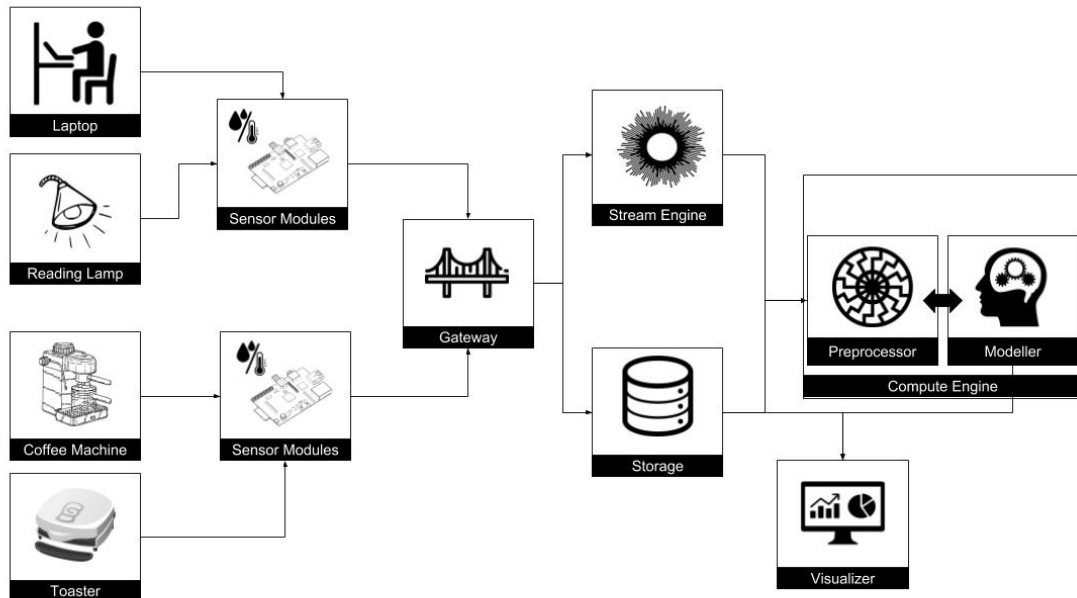 Laptop
Reading Lamp
Coffee Machine
Toaster
Sensor Modules
Sensor Modules
Gateway
Stream Engine
Storage
Preprocessor
Modeller
Compute Engine
Visualizer